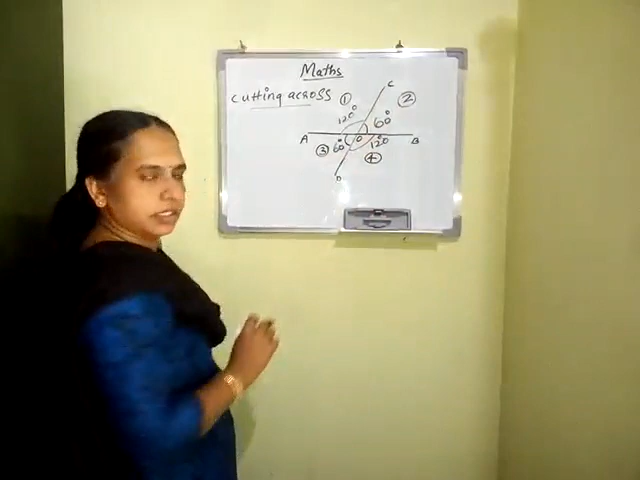 Maths
cutting across
① ②
C
120°
60°
A O B
③ 60° 120°
④
D